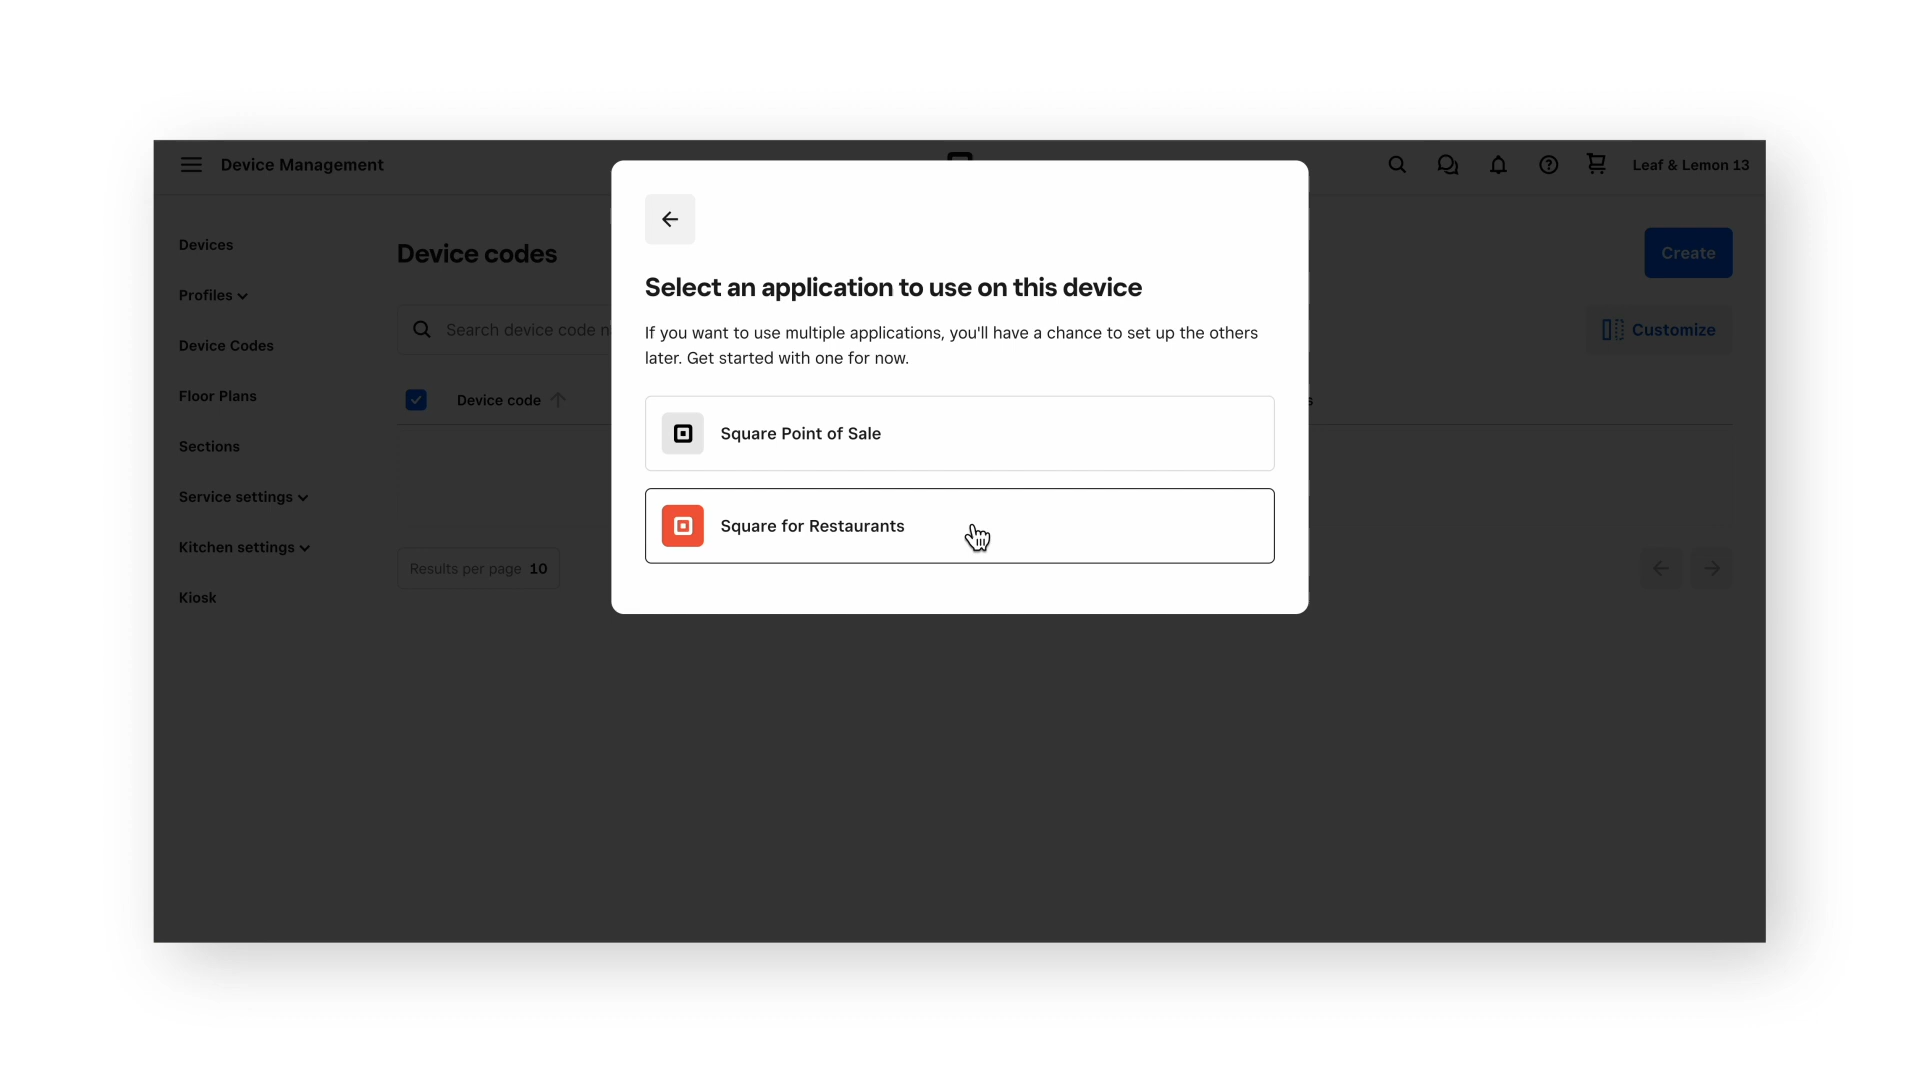 Device Management
Leaf & Lemon 13
Devices
Profiles
Device Codes
Floor Plans
Sections
Service settings
Kitchen settings
Kiosk
Device codes
Create
Search device code
Customize
Device code
Results per page 10
Select an application to use on this device
If you want to use multiple applications, you'll have a chance to set up the others
later. Get started with one for now.
Square Point of Sale
Square for Restaurants